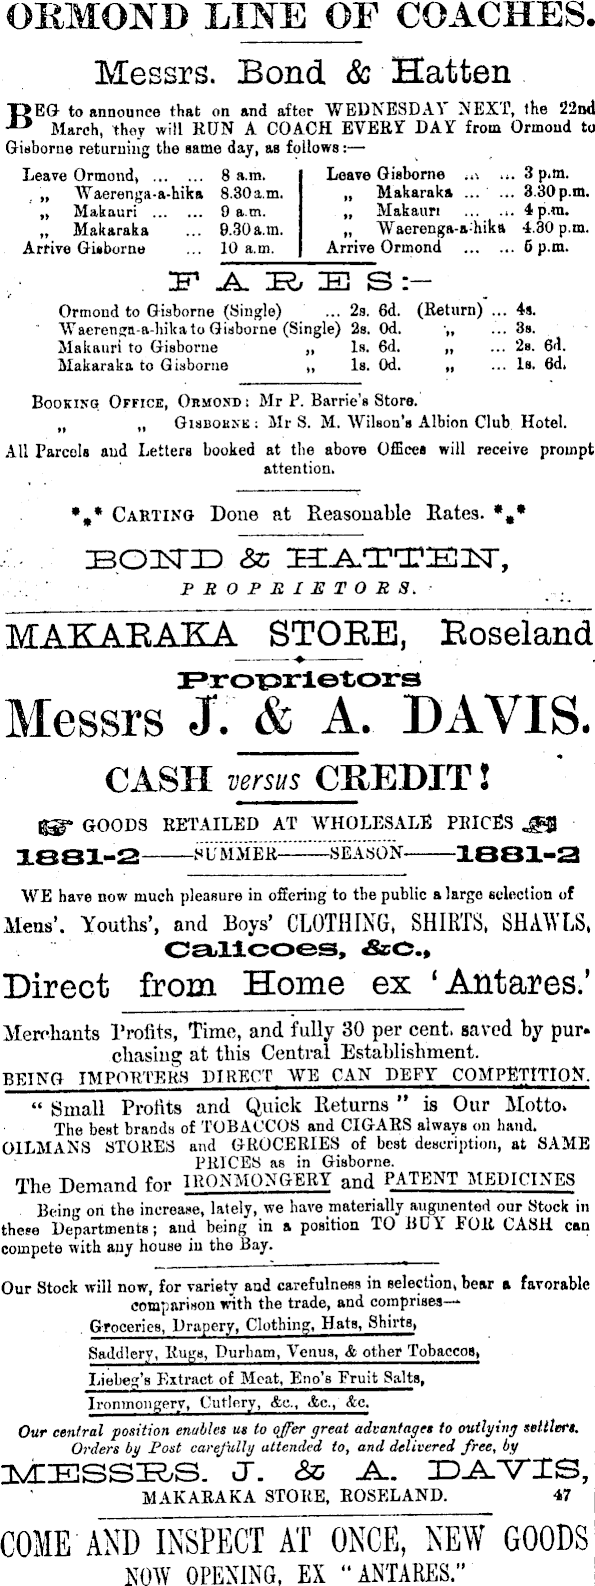 ORMOND LINE OF COACHES.
Messrs. Bond & Hatten
BEG to announce that on and after WEDNESDAY NEXT, the 22nd
March, they will RUN A COACH EVERY DAY from Ormond to
Gisborne returning the same day, as follows:—
Leave Ormond, ... ... 8 a.m.
„ Waerenga-a-hika 8.30 a.m.
„ Makauri ... ... 9 a.m.
„ Makaraka ... 9.30 a.m.
Arrive Gisborne ... 10 a.m.
Leave Gisborne ... ... 3 p.m.
„ Makaraka ... ... 3.30 p.m.
„ Makauri ... ... 4 p.m.
„ Waerenga-a-hika 4.30 p.m.
Arrive Ormond ... ... 5 p.m.
FARES:—
Ormond to Gisborne (Single) ... 2s. 6d. (Return) ... 4s.
Waerenga-a-hika to Gisborne (Single) 2s. 0d. „ ... 3s.
Makauri to Gisborne „ 1s. 6d. „ ... 2s. 6d.
Makaraka to Gisborne „ 1s. 0d. „ ... 1s. 6d.
BOOKING OFFICE, ORMOND: Mr P. Barrie's Store.
„ „ GISBORNE: Mr S. M. Wilson's Albion Club Hotel.
All Parcels and Letters booked at the above Offices will receive prompt
attention.
*** CARTING Done at Reasonable Rates. ***
BOND & HATTEN,
PROPRIETORS.
MAKARAKA STORE, Roseland
Proprietors
Messrs J. & A. DAVIS.
CASH versus CREDIT!
☞ GOODS RETAILED AT WHOLESALE PRICES ☜
1881-2—SUMMER—SEASON—1881-2
WE have now much pleasure in offering to the public a large selection of
Mens'. Youths', and Boys' CLOTHING, SHIRTS, SHAWLS,
Calicoes, &c.,
Direct from Home ex 'Antares.'
Merchants Profits, Time, and fully 30 per cent. saved by pur-
chasing at this Central Establishment.
BEING IMPORTERS DIRECT WE CAN DEFY COMPETITION.
"Small Profits and Quick Returns" is Our Motto.
The best brands of TOBACCOS and CIGARS always on hand.
OILMANS STORES and GROCERIES of best description, at SAME
PRICES as in Gisborne.
The Demand for IRONMONGERY and PATENT MEDICINES
Being on the increase, lately, we have materially augmented our Stock in
these Departments; and being in a position TO BUY FOR CASH can
compete with any house in the Bay.
Our Stock will now, for variety and carefulness in selection, bear a favorable
comparison with the trade, and comprises—
Groceries, Drapery, Clothing, Hats, Shirts,
Saddlery, Rugs, Durham, Venus, & other Tobaccos,
Liebeg's Extract of Meat, Eno's Fruit Salts,
Ironmongery, Cutlery, &c., &c., &c.
Our central position enables us to offer great advantages to outlying settlers.
Orders by Post carefully attended to, and delivered free, by
MESSRS. J. & A. DAVIS,
MAKARAKA STORE, ROSELAND. 47
COME AND INSPECT AT ONCE, NEW GOODS
NOW OPENING, EX "ANTARES."